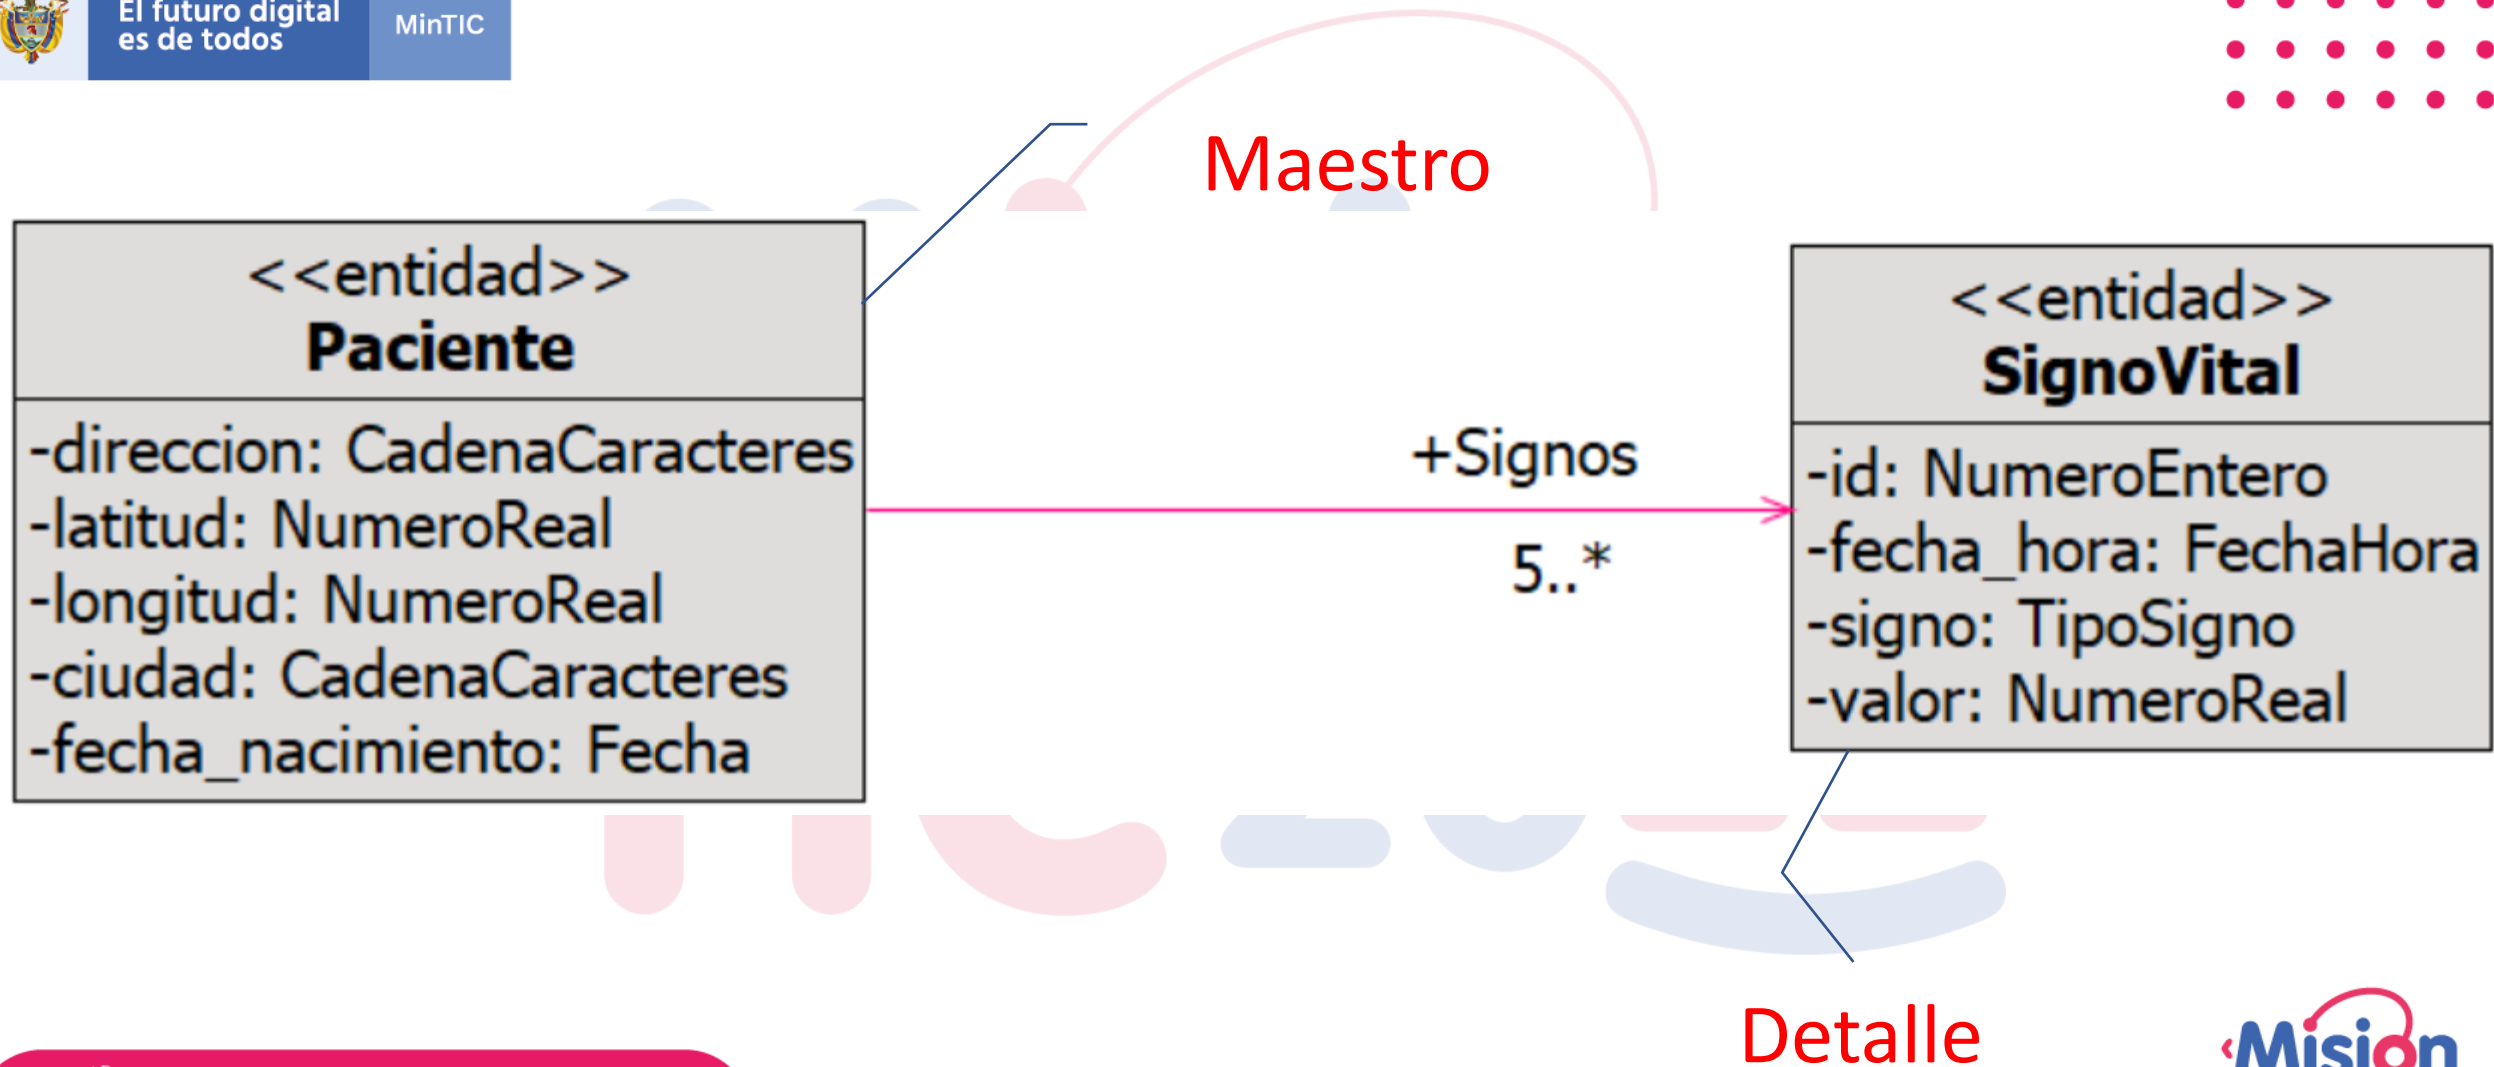 El futuro digital
es de todos
MinTIC
Maestro
<<entidad>>
Paciente
-direccion: CadenaCaracteres
-latitud: NumeroReal
-longitud: NumeroReal
-ciudad: CadenaCaracteres
-fecha_nacimiento: Fecha
+Signos
5..*
<<entidad>>
SignoVital
-id: NumeroEntero
-fecha_hora: FechaHora
-signo: TipoSigno
-valor: NumeroReal
Detalle
Misión